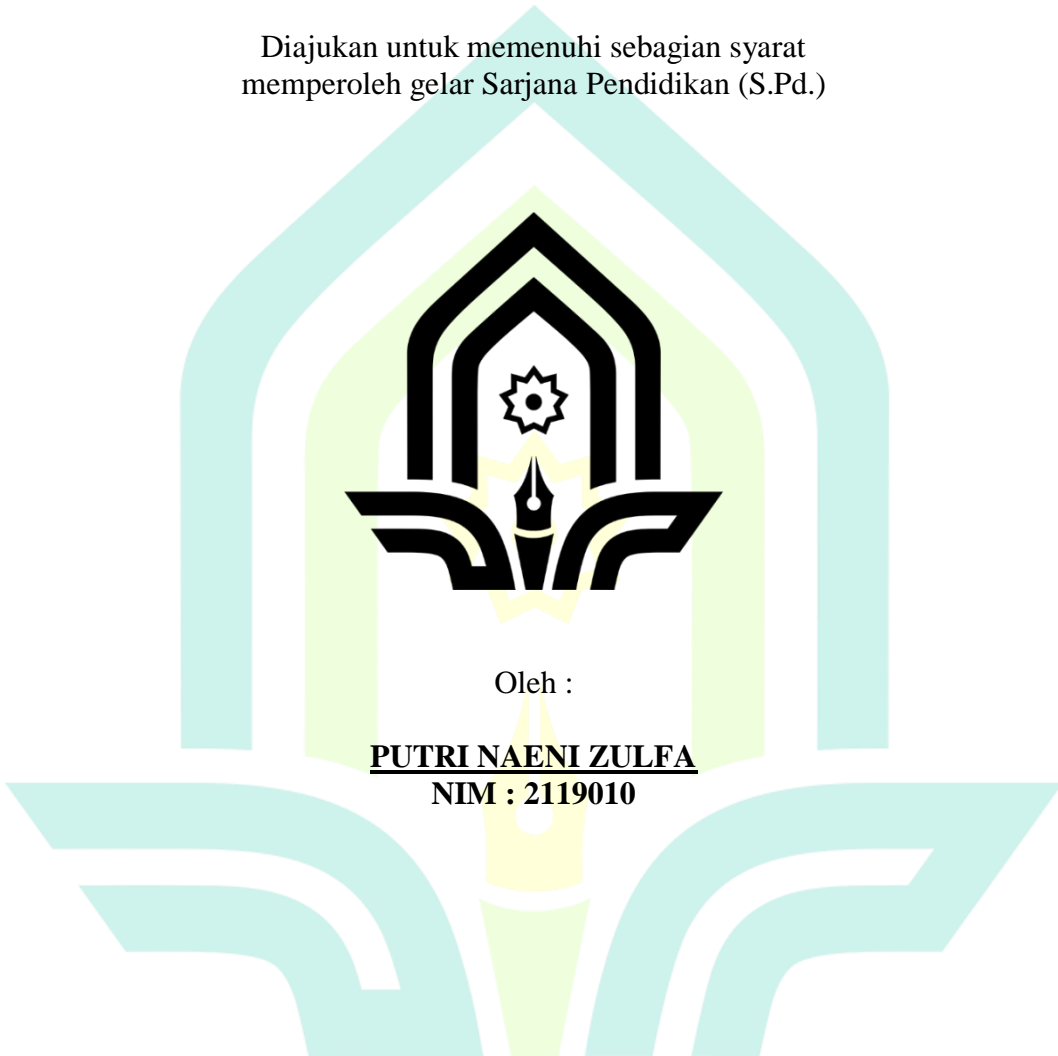 Diajukan untuk memenuhi sebagian syarat
memperoleh gelar Sarjana Pendidikan (S.Pd.)
Oleh :
PUTRI NAENI ZULFA
NIM : 2119010